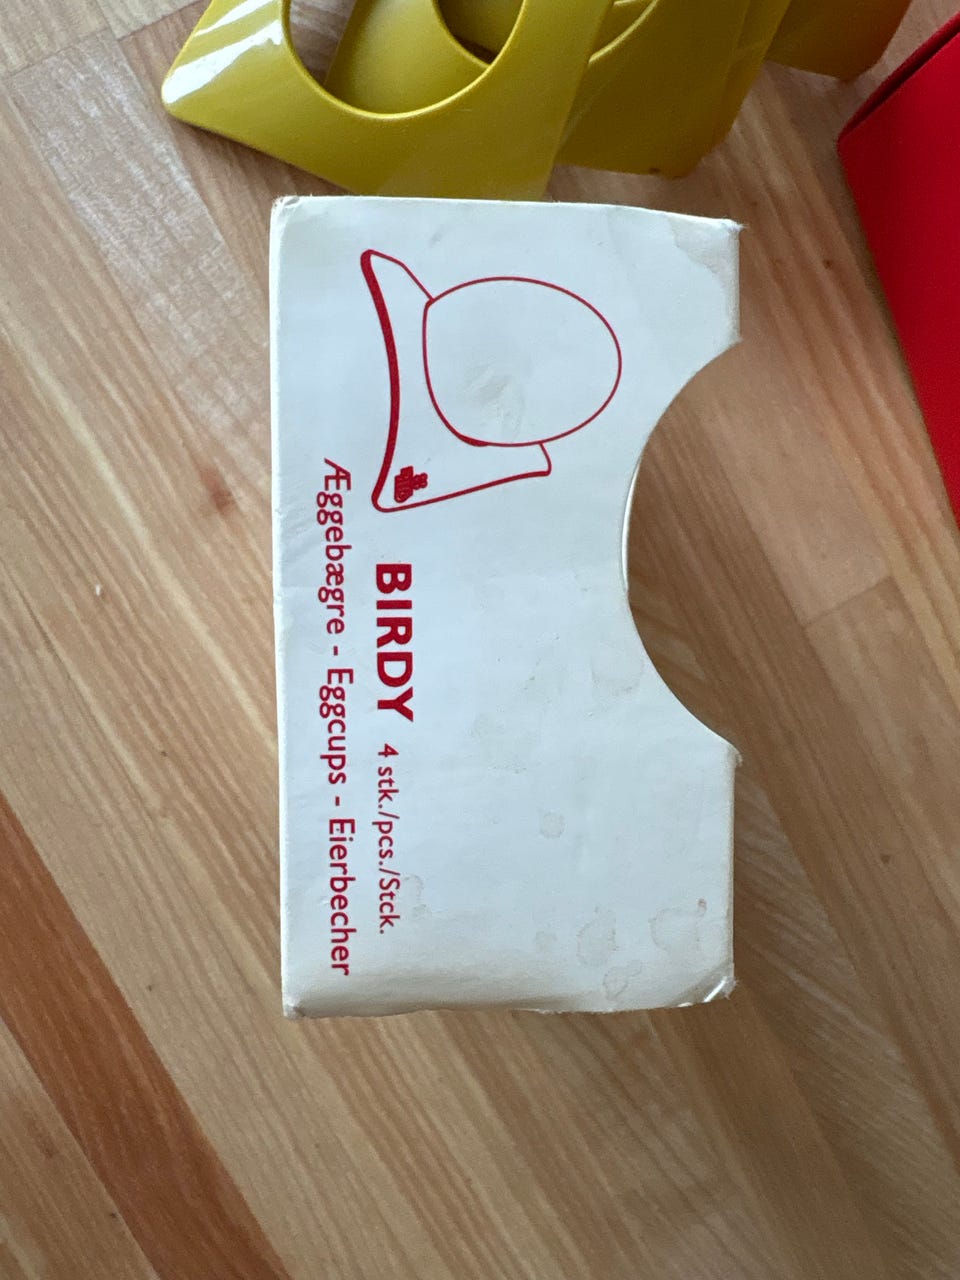 BIRDY 4 stk./pcs./Stck.
Æggebægre - Eggcups - Eierbecher